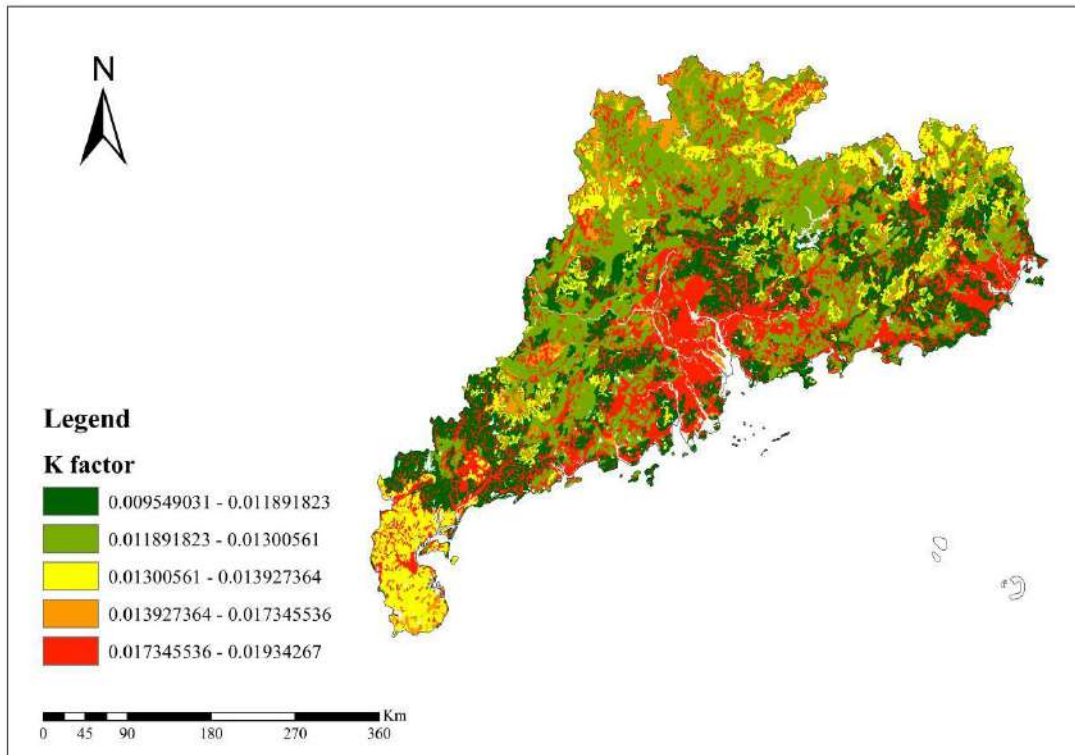 N
Legend
K factor
0.009549031 - 0.011891823
0.011891823 - 0.01300561
0.01300561 - 0.013927364
0.013927364 - 0.017345536
0.017345536 - 0.01934267
Km
0 45 90 180 270 360